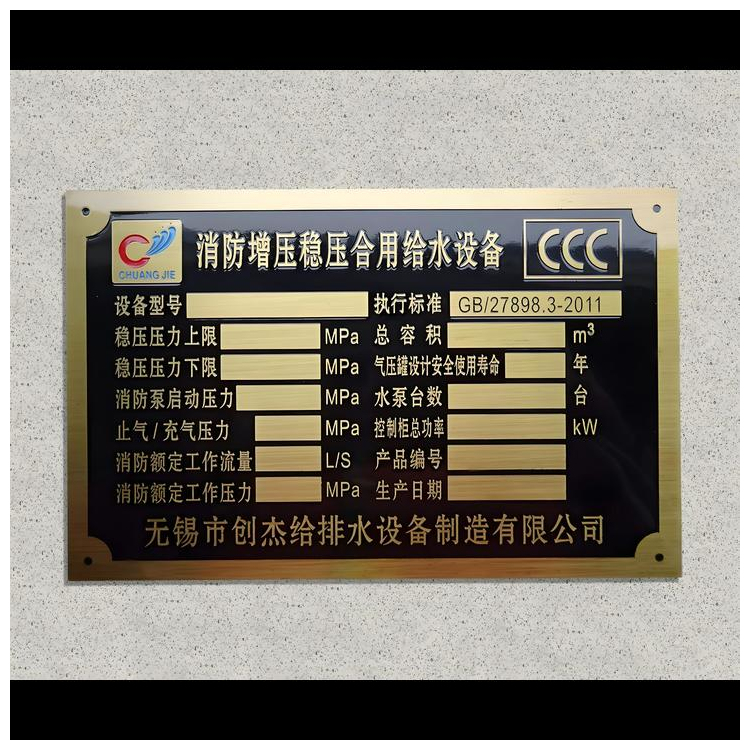 CHUANG JIE
消防增压稳压合用给水设备
CCC
设备型号 执行标准 GB/27898.3-2011
稳压压力上限 MPa 总容积 m³
稳压压力下限 MPa 气压罐设计安全使用寿命 年
消防泵启动压力 MPa 水泵台数 台
止气/充气压力 MPa 控制柜总功率 kW
消防额定工作流量 L/S 产品编号
消防额定工作压力 MPa 生产日期
无锡市创杰给排水设备制造有限公司